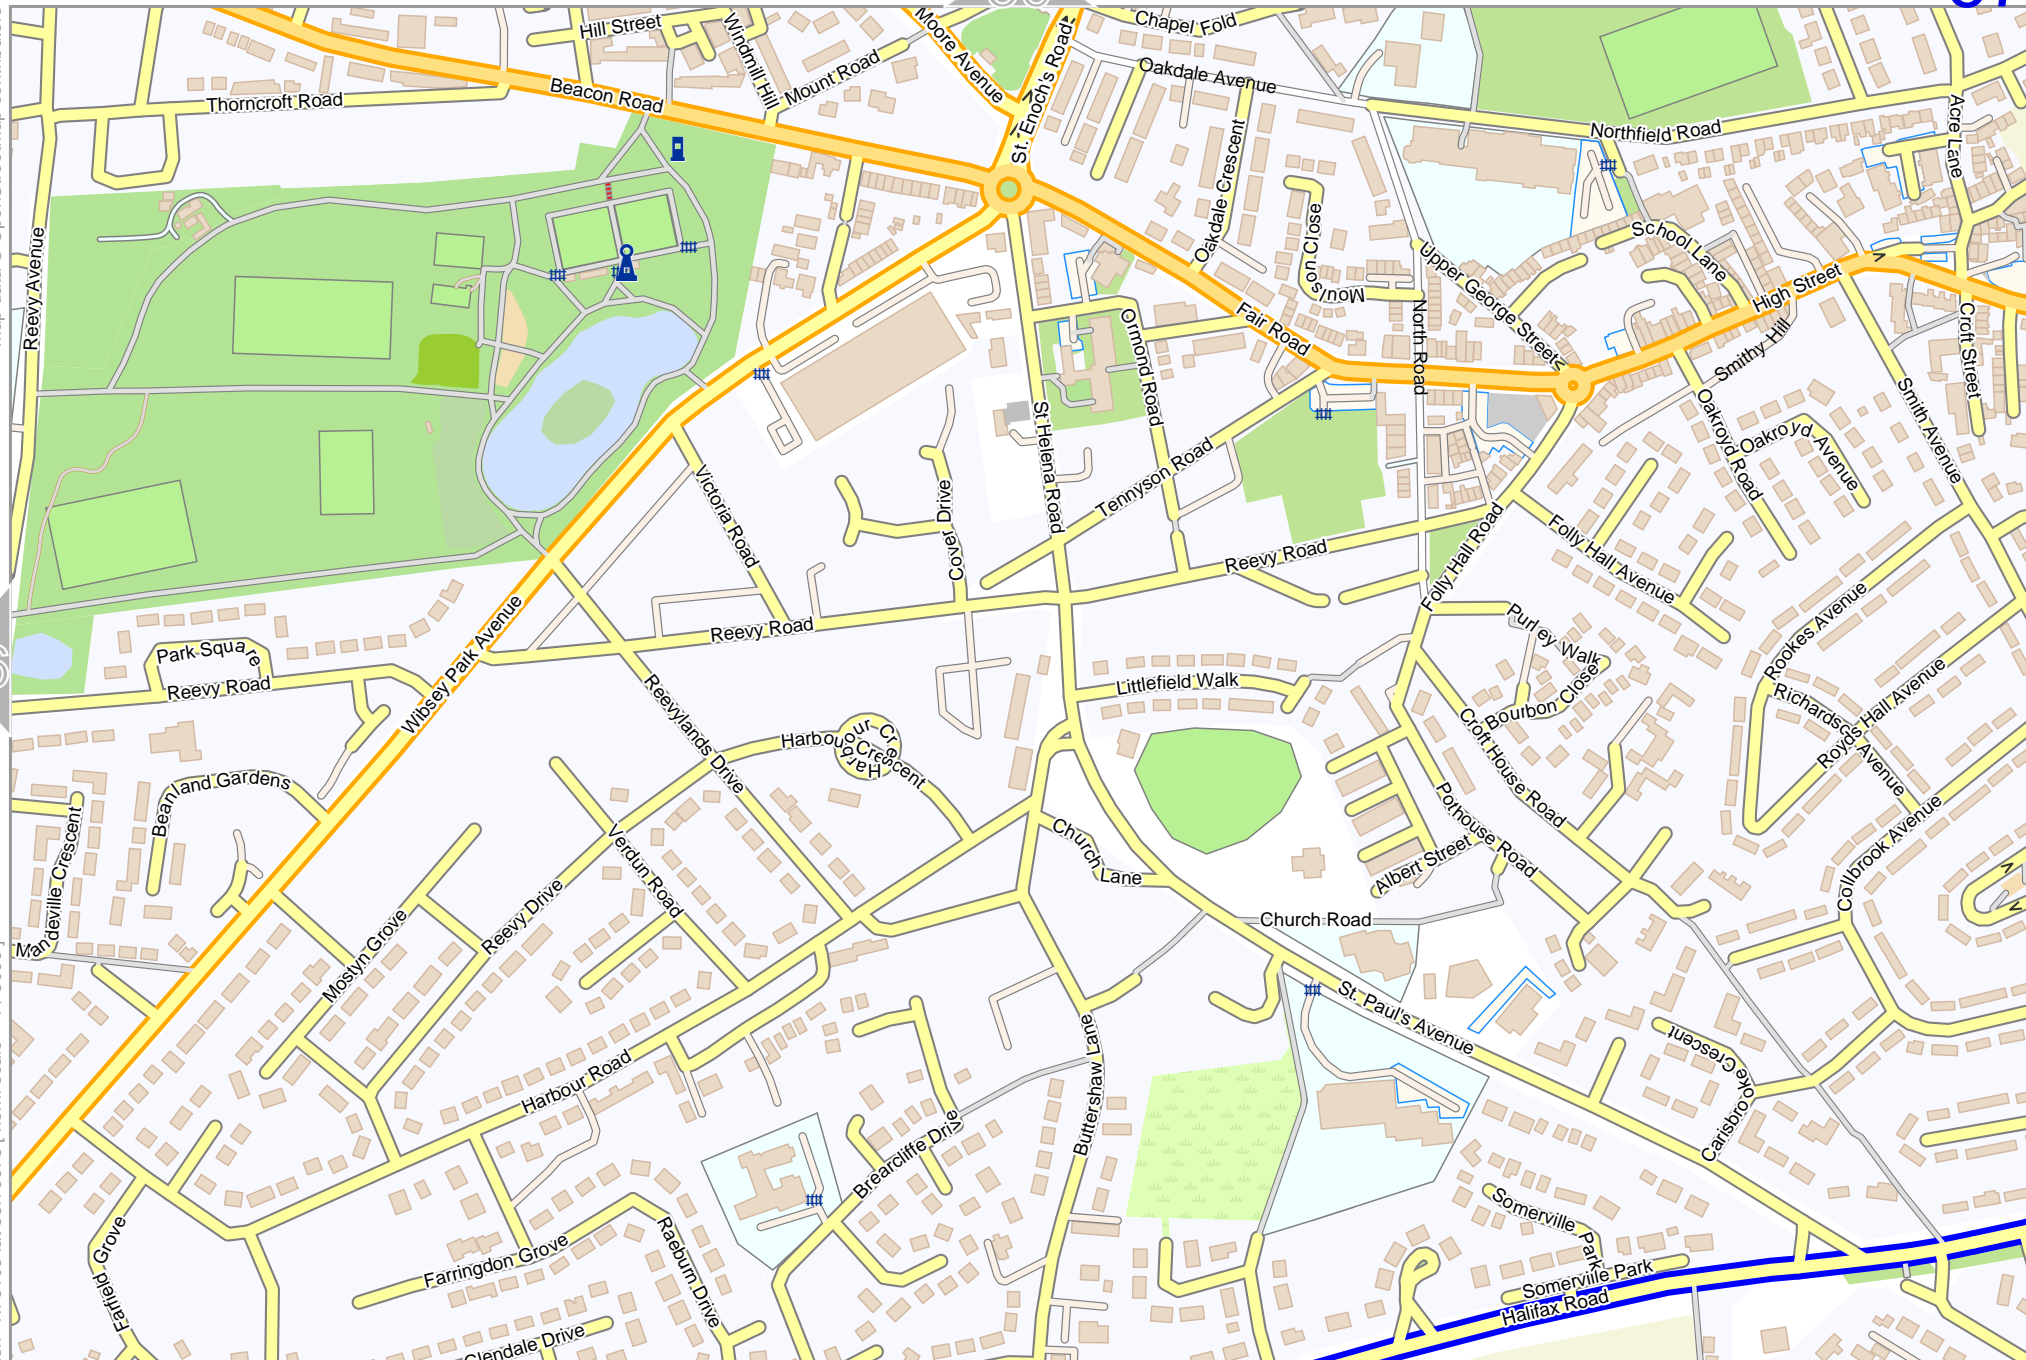 Hill Street
Windmill Hill
Mount Road
Moore Avenue
St. Enoch's Road
Chapel Fold
Oakdale Avenue
Thorncroft Road
Beacon Road
Northfield Road
Acre Lane
Oakdale Crescent
Moulson Close
Upper George Street
School Lane
High Street
Reevy Avenue
Fair Road
North Road
Ormond Road
Smithy Hill
Croft Street
Smith Avenue
St Helena Road
Oakroyd Road
Oakroyd Avenue
Tennyson Road
Victoria Road
Cover Drive
Folly Hall Road
Folly Hall Avenue
Reevy Road
Reevy Road
Rookes Avenue
Purley Walk
Park Square
Reevy Road
Wibsey Park Avenue
Littlefield Walk
Bourbon Close
Royds Hall Avenue
Richardson Avenue
Reevylands Drive
Croft House Road
Harbour Crescent
Harbour Crescent
Beanland Gardens
Mandeville Crescent
Pothouse Road
Collbrook Avenue
Verdun Road
Church Lane
Albert Street
Reevy Drive
Mostyn Grove
Church Road
St. Paul's Avenue
Buttershaw Lane
Harbour Road
Carisbrooke Crescent
Brearcliffe Drive
Somerville Park
Farfield Grove
Farringdon Grove
Raeburn Drive
Somerville Park
Halifax Road
Glendale Drive